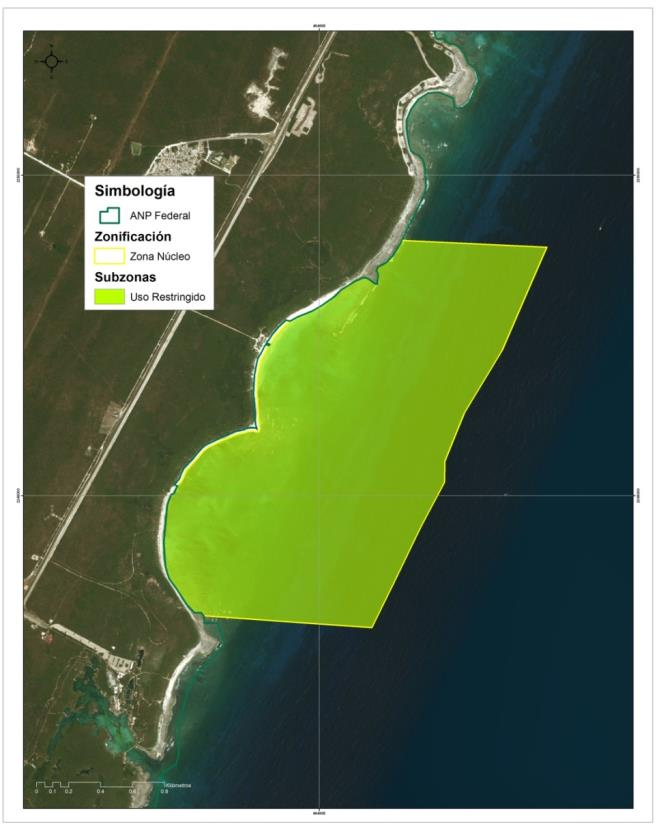 Simbología
ANP Federal
Zonificación
Zona Núcleo
Subzonas
Uso Restringido
Kilómetros
0 0.1 0.2 0.4 0.6 0.8